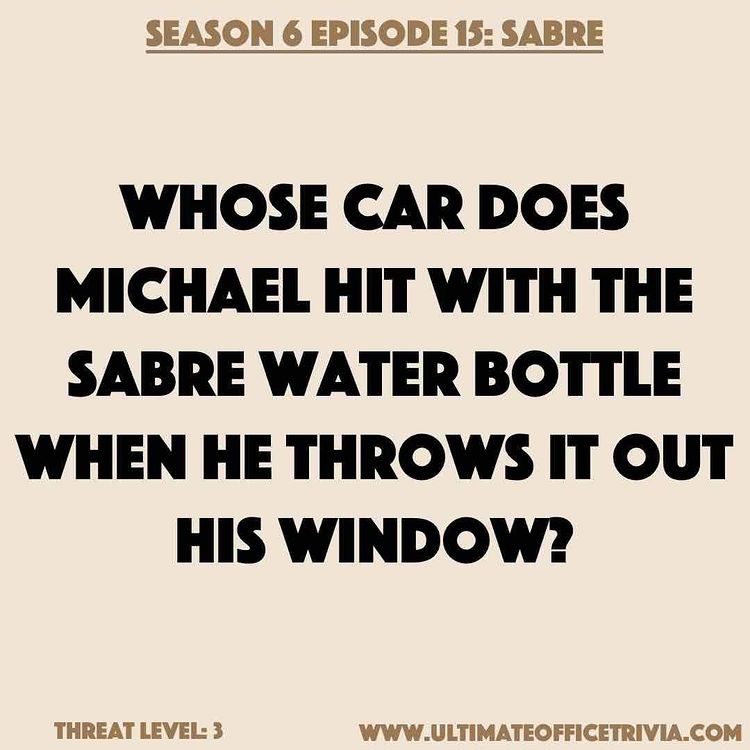 SEASON 6 EPISODE 15: SABRE
WHOSE CAR DOES
MICHAEL HIT WITH THE
SABRE WATER BOTTLE
WHEN HE THROWS IT OUT
HIS WINDOW?
THREAT LEVEL: 3
WWW.ULTIMATEOFFICETRIVIA.COM